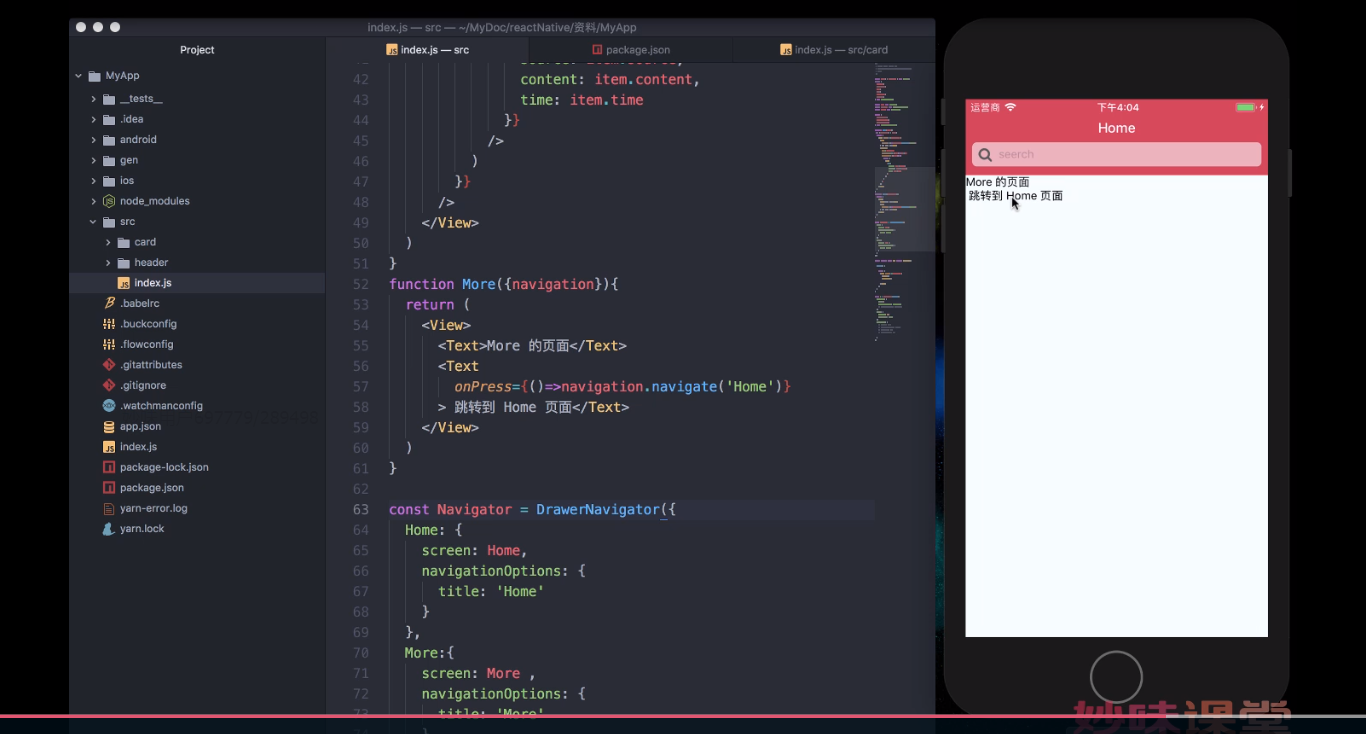 index.js — src — ~/MyDoc/reactNative/资料/MyApp
Project
index.js — src
package.json
index.js — src/card
MyApp
__tests__
.idea
android
gen
ios
node_modules
src
card
header
index.js
.babelrc
.buckconfig
.flowconfig
.gitattributes
.gitignore
.watchmanconfig
app.json
index.js
package-lock.json
package.json
yarn-error.log
yarn.lock
42 content: item.content,
43 time: item.time
44 }}
45 />
46 )
47 }}
48 />
49 </View>
50 )
51 }
52 function More({navigation}){
53 return (
54 <View>
55 <Text>More 的页面</Text>
56 <Text
57 onPress={()=>navigation.navigate('Home')}
58 > 跳转到 Home 页面</Text>
59 </View>
60 )
61 }
62
63 const Navigator = DrawerNavigator({
64 Home: {
65 screen: Home,
66 navigationOptions: {
67 title: 'Home'
68 }
69 },
70 More:{
71 screen: More ,
72 navigationOptions: {
73 title: 'More'
运营商
下午4:04
Home
seerch
More 的页面
跳转到 Home 页面
妙味课堂